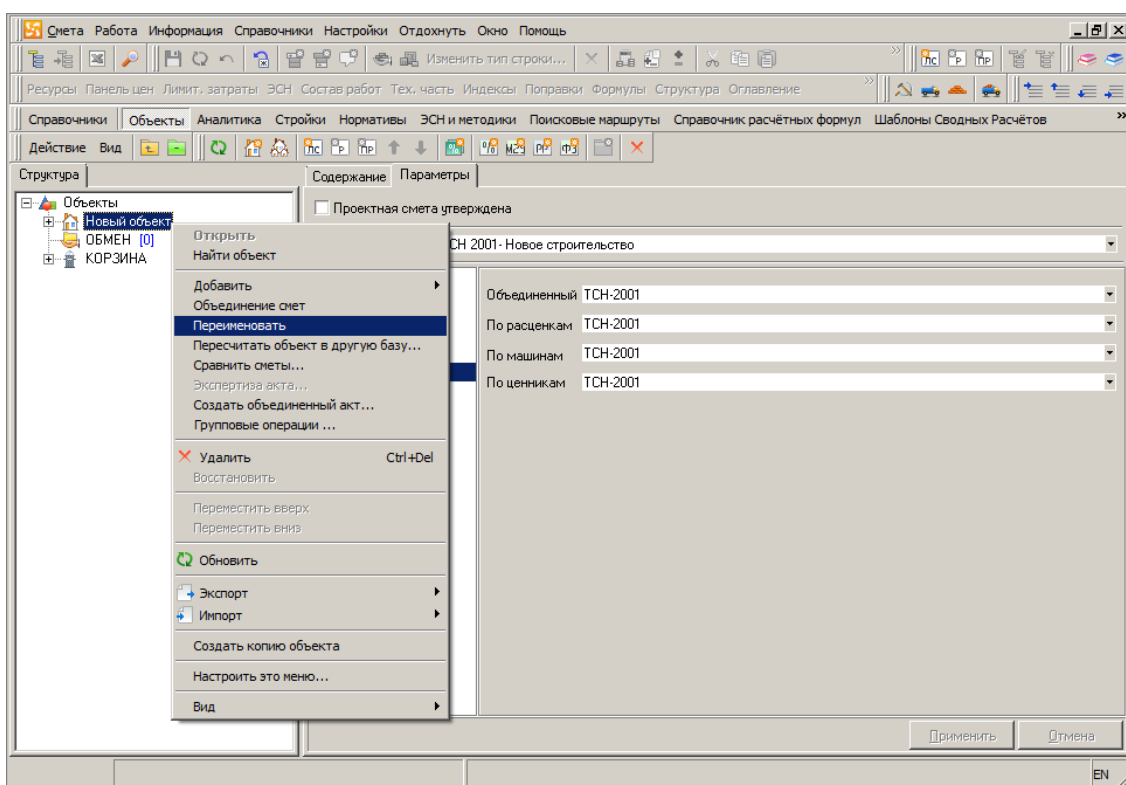 Смета Работа Информация Справочники Настройки Отдохнуть Окно Помощь
Изменить тип строки...
Ресурсы Панель цен Лимит. затраты ЭСН Состав работ Тех. часть Индексы Поправки Формулы Структура Оглавление
Справочники Объекты Аналитика Стройки Нормативы ЭСН и методики Поисковые маршруты Справочник расчётных формул Шаблоны Сводных Расчётов
Действие Вид
Структура
Содержание Параметры
Объекты
Новый объект
ОБМЕН [0]
КОРЗИНА
Проектная смета утверждена
СН 2001- Новое строительство
Объединенный ТСН-2001
По расценкам ТСН-2001
По машинам ТСН-2001
По ценникам ТСН-2001
Открыть
Найти объект
Добавить
Объединение смет
Переименовать
Пересчитать объект в другую базу...
Сравнить сметы...
Экспертиза акта...
Создать объединенный акт...
Групповые операции ...
Удалить Ctrl+Del
Восстановить
Переместить вверх
Переместить вниз
Обновить
Экспорт
Импорт
Создать копию объекта
Настроить это меню...
Вид
Применить Отмена
EN